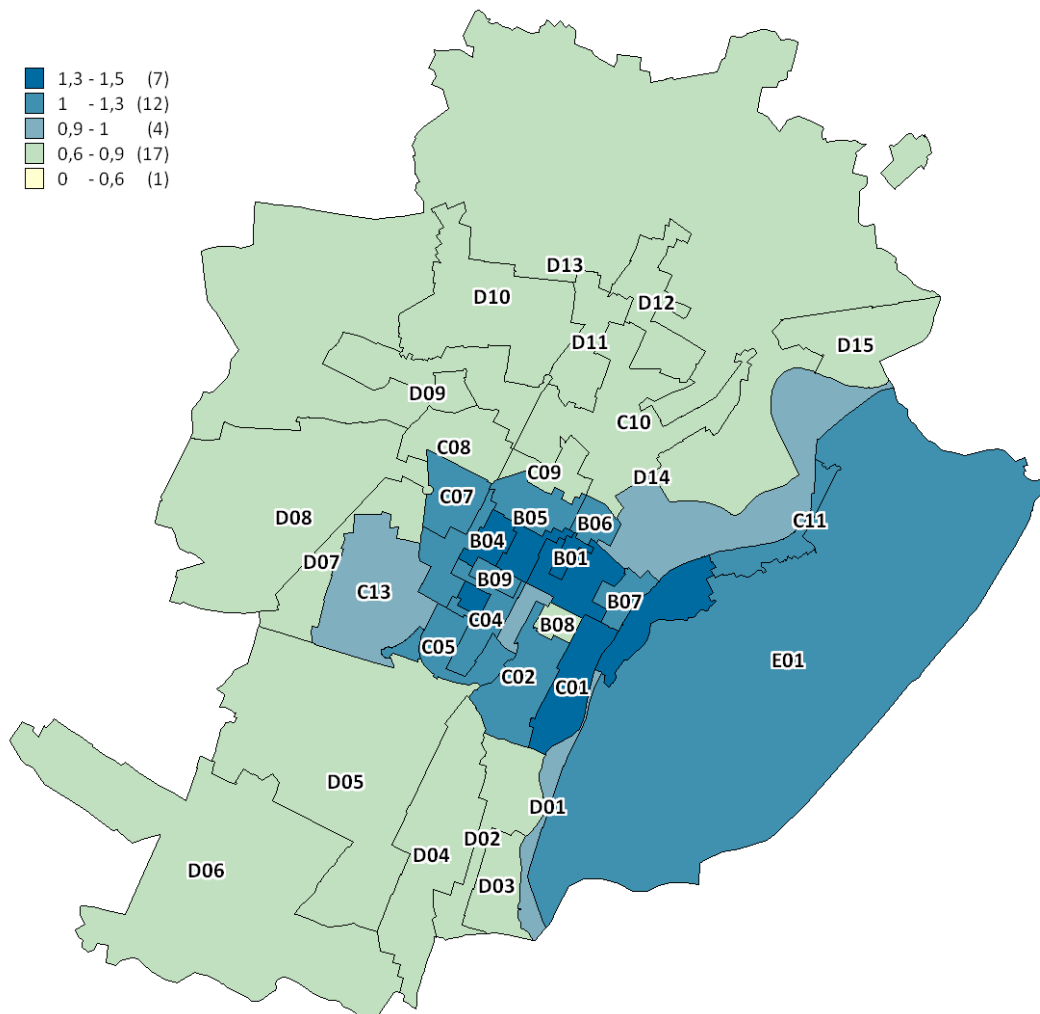 1,3 - 1,5 (7)
1 - 1,3 (12)
0,9 - 1 (4)
0,6 - 0,9 (17)
0 - 0,6 (1)
D13
D10
D12
D11
D15
D09
C10
C08
C09
D14
C07
D08
B05
B06
C11
B04
B01
D07
B09
C13
B07
C04
B08
C05
E01
C02
C01
D05
D01
D02
D04
D06
D03